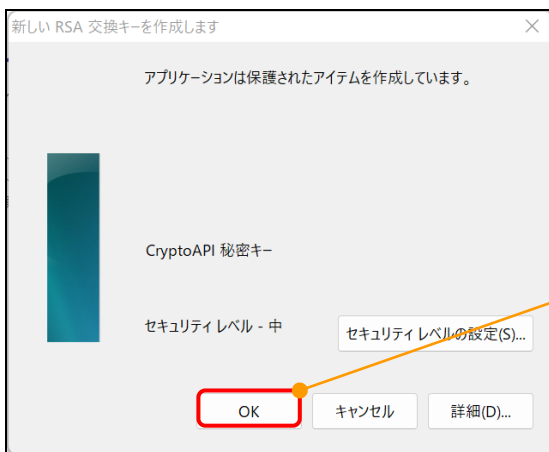 新しい RSA 交換キーを作成します
アプリケーションは保護されたアイテムを作成しています。
CryptoAPI 秘密キー
セキュリティ レベル - 中
セキュリティ レベルの設定(S)...
OK
キャンセル
詳細(D)...